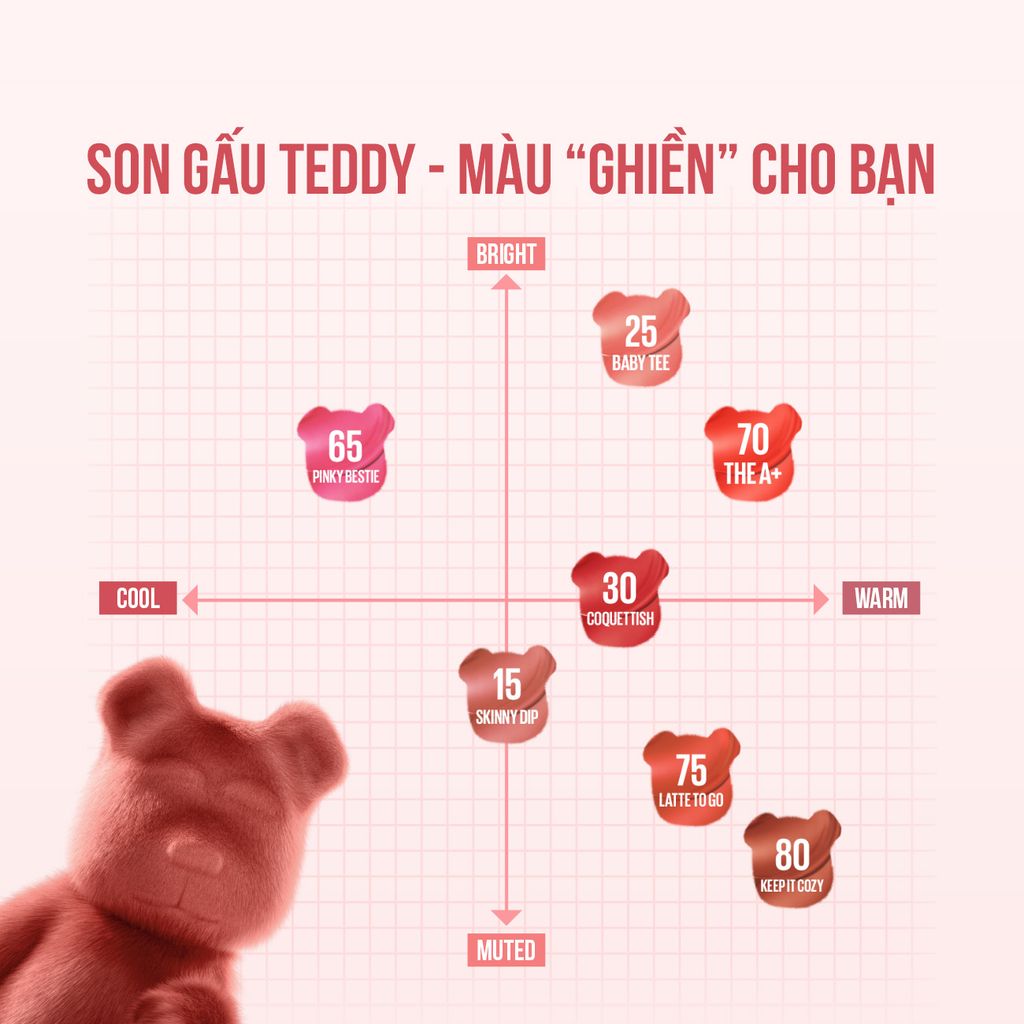 SON GẤU TEDDY - MÀU “GHIỀN” CHO BẠN
BRIGHT
25
BABY TEE
65
PINKY BESTIE
70
THE A+
COOL
30
COQUETTISH
WARM
15
SKINNY DIP
75
LATTE TO GO
80
KEEP IT COZY
MUTED